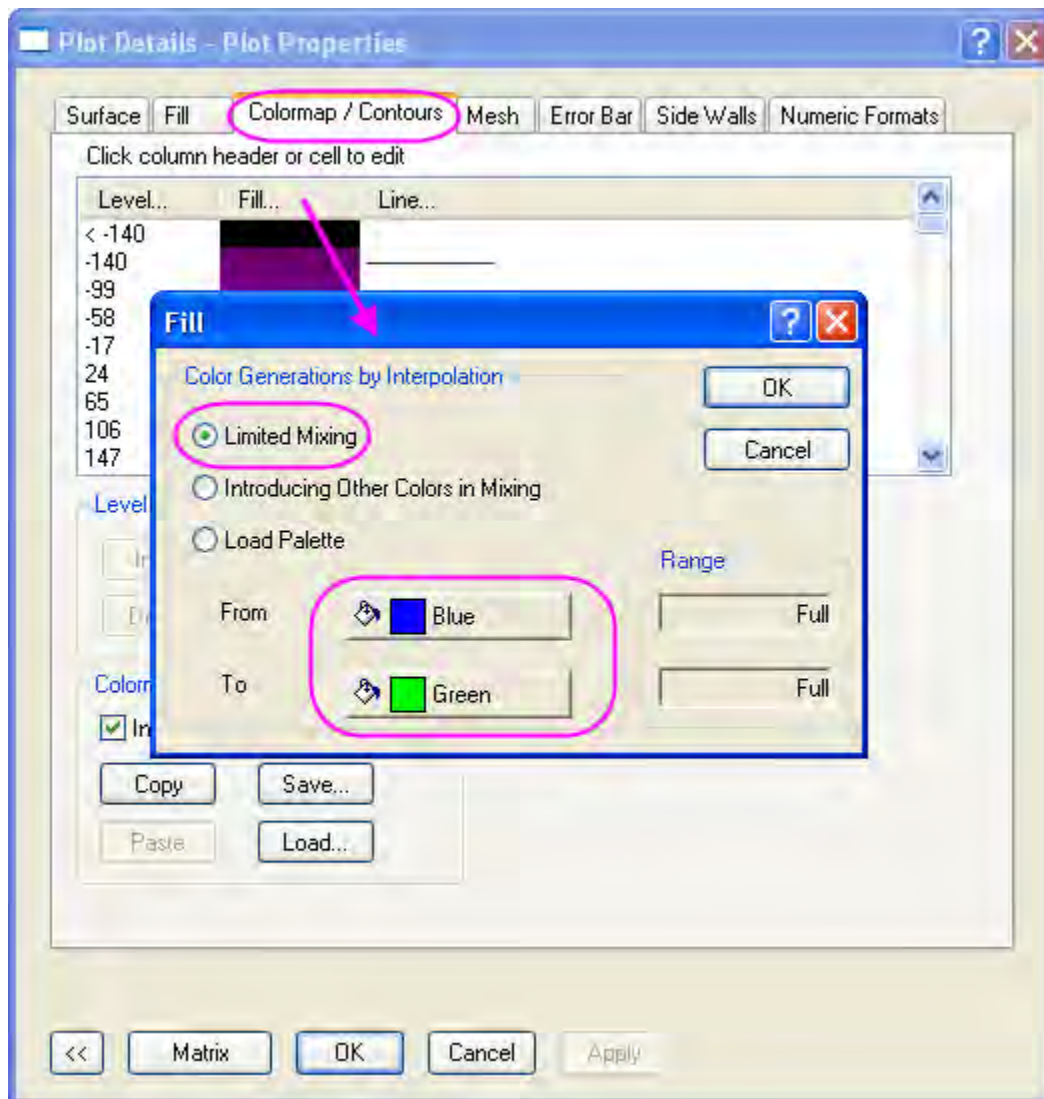 Plot Details - Plot Properties
Surface Fill Colormap / Contours Mesh Error Bar Side Walls Numeric Formats
Click column header or cell to edit
Level... Fill... Line...
< -140
-140
-99
-58
-17
24
65
106
147
Fill
Color Generations by Interpolation
OK
Limited Mixing
Cancel
Introducing Other Colors in Mixing
Load Palette
Range
From Blue Full
To Green Full
Level
Copy Save...
Paste Load...
<< Matrix OK Cancel Apply